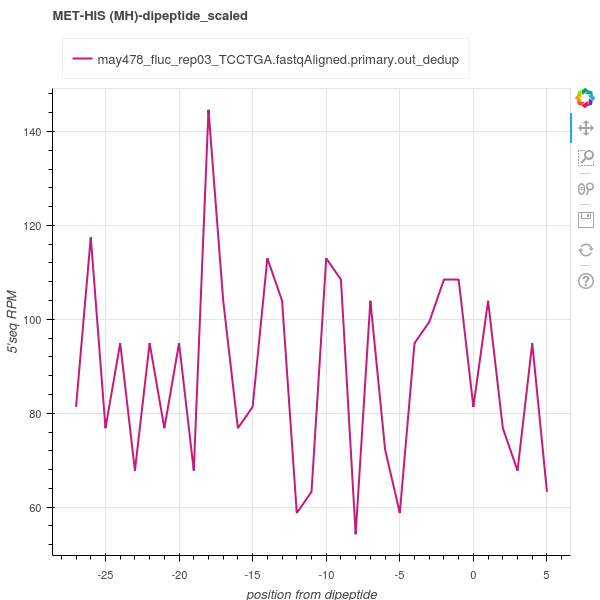 MET-HIS (MH)-dipeptide_scaled
may478_fluc_rep03_TCCTGA.fastqAligned.primary.out_dedup
140
120
100
80
60
5'seq RPM
-25 -20 -15 -10 -5 0 5
position from dipeptide